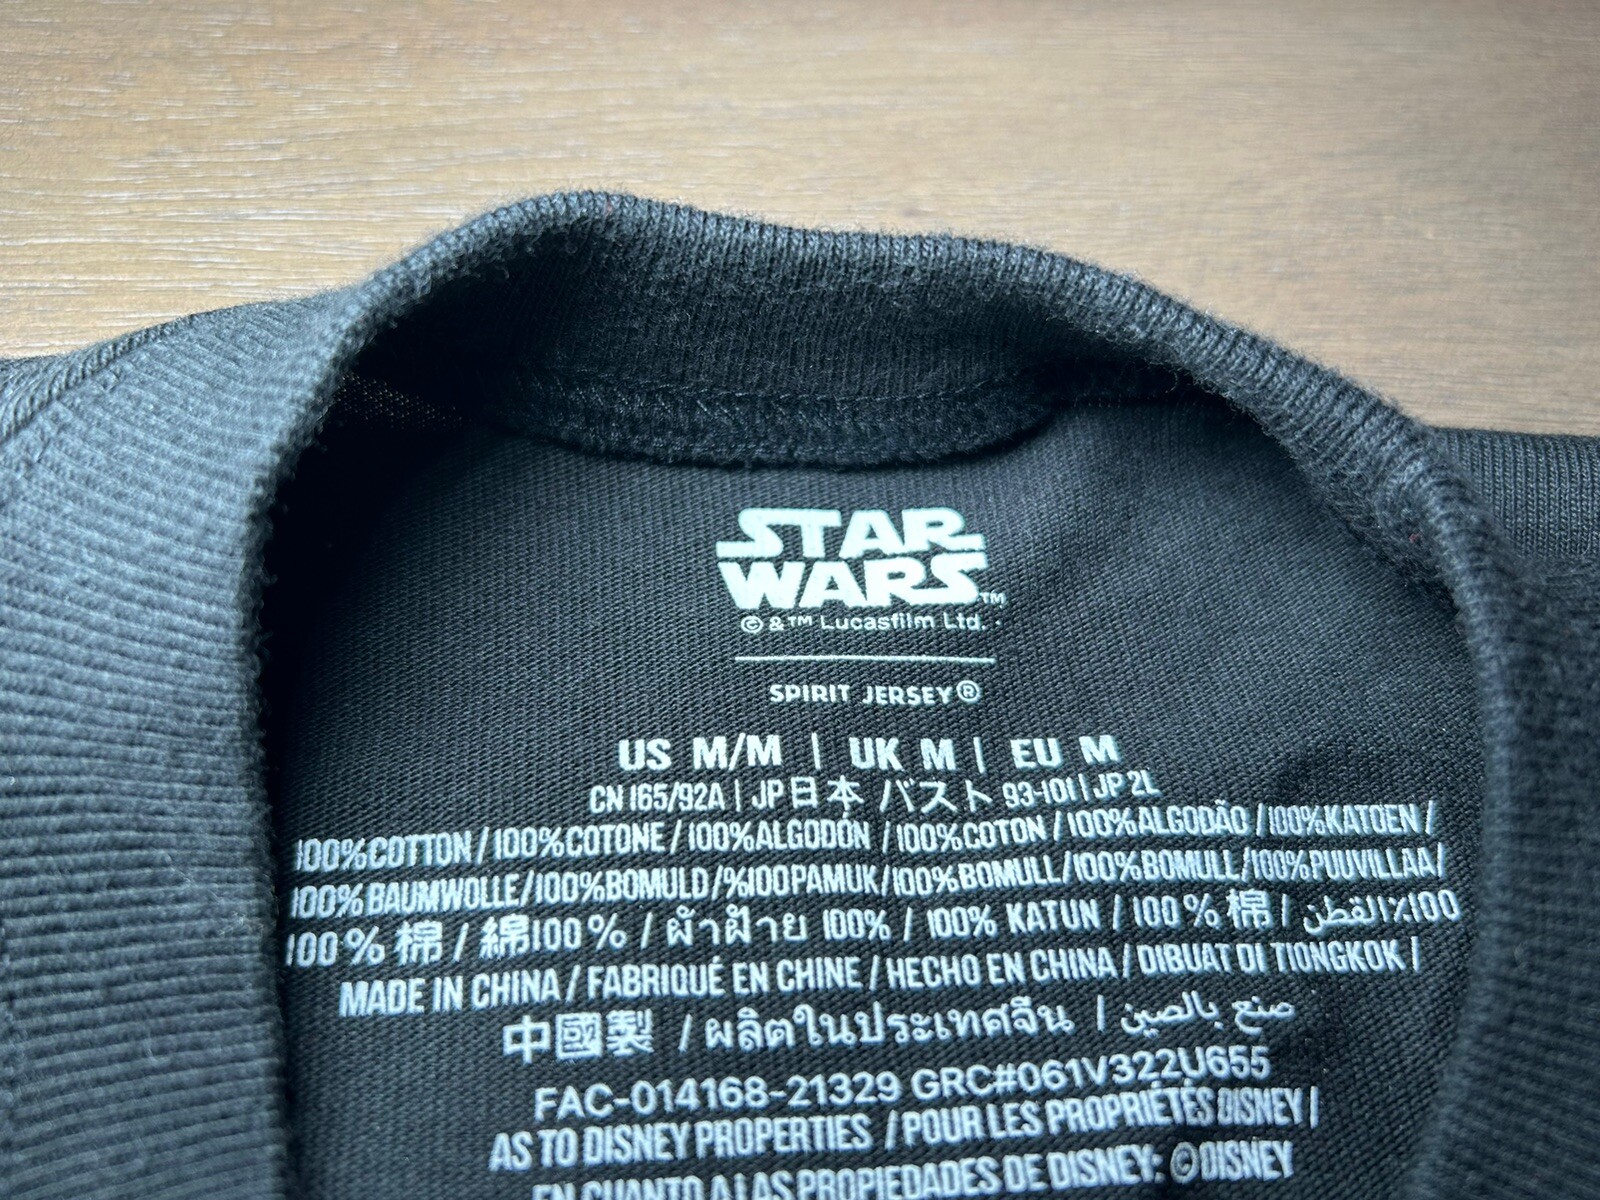 STAR
WARS™
© & ™ Lucasfilm Ltd.
SPIRIT JERSEY®
US M/M | UK M | EU M
CN 165/92A | JP 日本 バスト 93-101 | JP 2L
100%COTTON / 100%COTONE / 100%ALGODÓN / 100%COTON / 100%ALGODÃO / 100%KATOEN /
100%BAUMWOLLE/100%BOMULD/%100PAMUK/100%BOMULL/100%BOMULL/100%PUUVILLAA/
100%棉 / 綿100% / ผ้าฝ้าย 100% / 100% KATUN / 100%棉 / القطن٪100
MADE IN CHINA / FABRIQUÉ EN CHINE / HECHO EN CHINA / DIBUAT DI TIONGKOK /
中國製 / ผลิตในประเทศจีน / صنع بالصين
FAC-014168-21329 GRC#061V322U655
AS TO DISNEY PROPERTIES / POUR LES PROPRIÉTÉS DISNEY /
EN CUANTO A LAS PROPIEDADES DE DISNEY: ©DISNEY